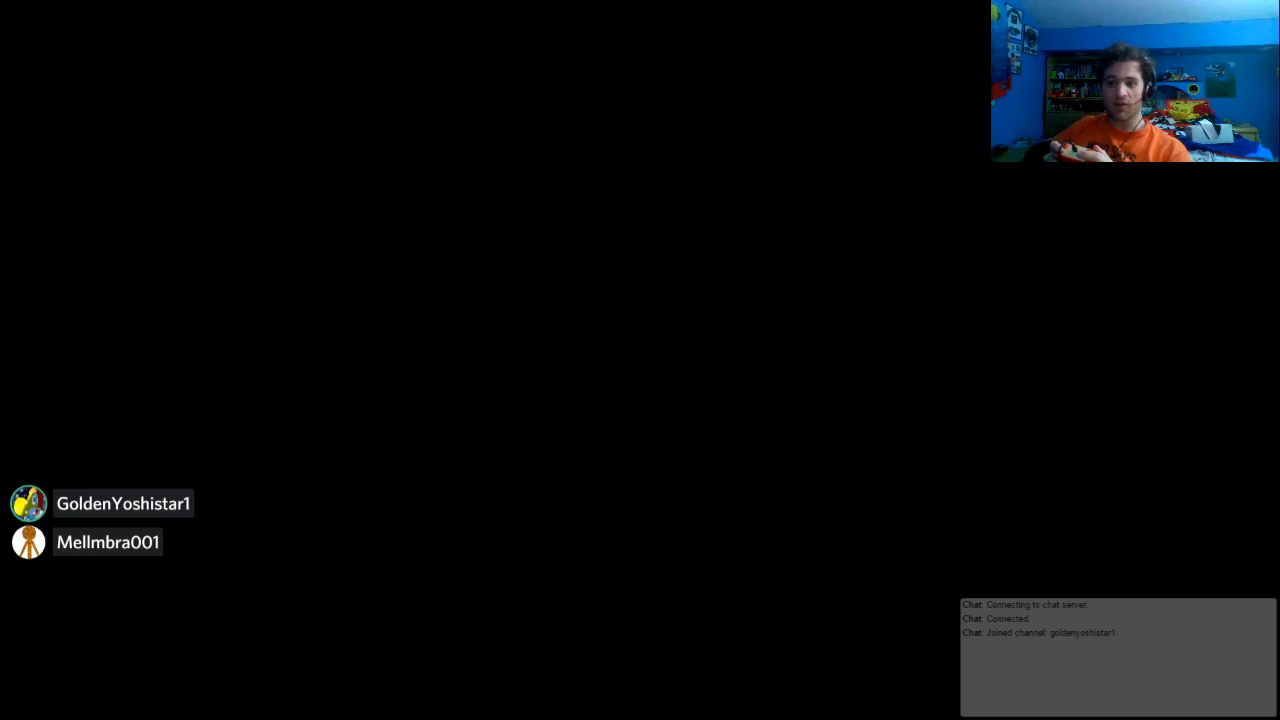 GoldenYoshistar1
Mellmbra001
Chat: Connecting to chat server.
Chat: Connected.
Chat: Joined channel: goldenyoshistar1.